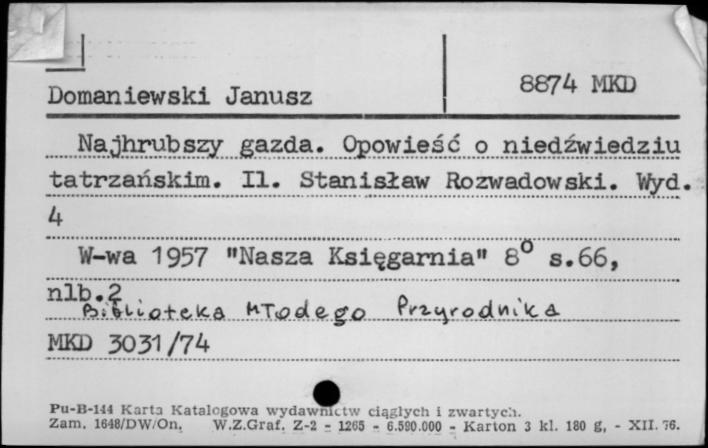 8874 MKD
Domaniewski Janusz
Najhrubszy gazda. Opowieść o niedźwiedziu
tatrzańskim. Il. Stanisław Rozwadowski. Wyd.
4
W-wa 1957 "Nasza Księgarnia" 8° s.66,
nlb.2
Biblioteka Młodego Przyrodnika
MKD 3031/74
Pu-B-144 Karta Katalogowa wydawnictw ciągłych i zwartych.
Zam. 1648/DW/On. W.Z.Graf. Z-2 - 1265 - 6.590.000 - Karton 3 kl. 180 g, - XII. 76.